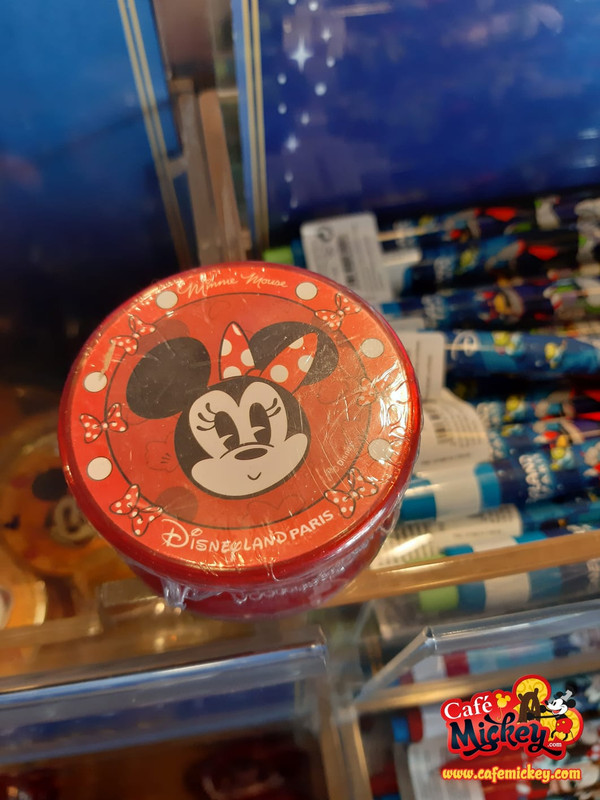 Minnie Mouse
Disneyland Paris
Café
Mickey
.com
www.cafemickey.com